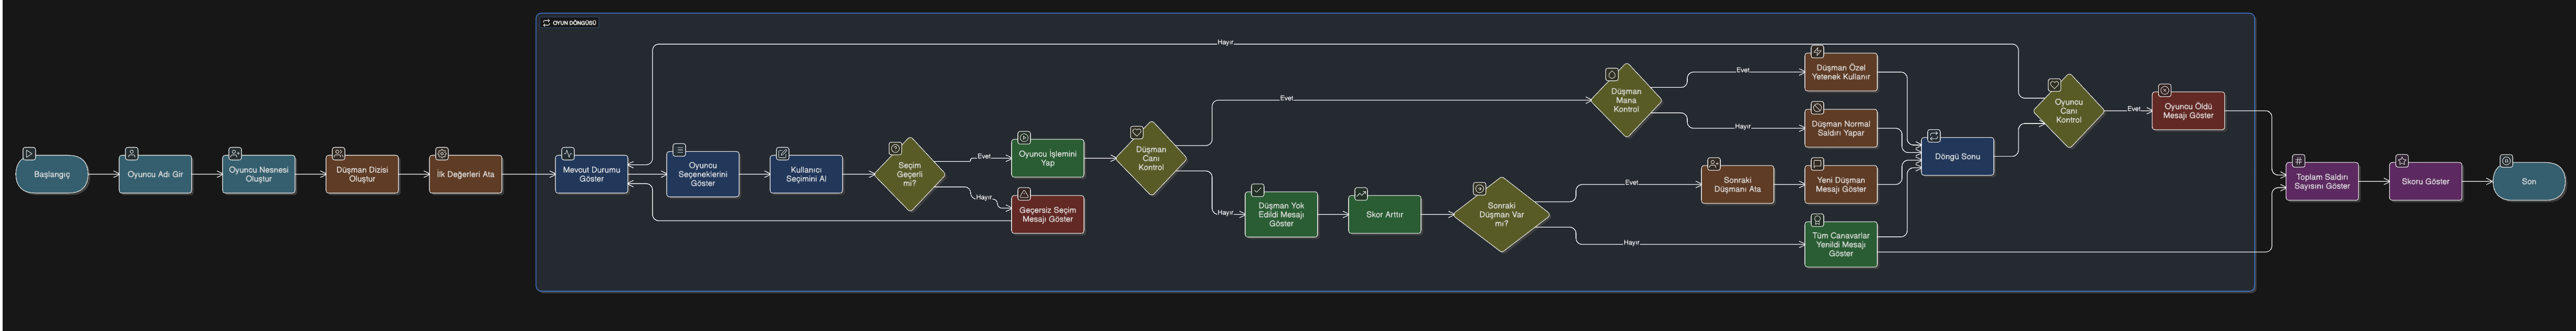 OYUN DÖNGÜSÜ
Başlangıç
Oyuncu Adı Gir
Oyuncu Nesnesi
Oluştur
Düşman Dizisi
Oluştur
İlk Değerleri Ata
Mevcut Durumu
Göster
Oyuncu
Seçeneklerini
Göster
Kullanıcı
Seçimini Al
Seçim
Geçerli
mi?
Evet
Hayır
Oyuncu İşlemini
Yap
Geçersiz Seçim
Mesajı Göster
Düşman
Canı
Kontrol
Evet
Hayır
Düşman Yok
Edildi Mesajı
Göster
Skor Arttır
Sonraki
Düşman Var
mı?
Evet
Hayır
Düşman
Mana
Kontrol
Evet
Hayır
Düşman Özel
Yetenek Kullanır
Düşman Normal
Saldırı Yapar
Sonraki
Düşmanı Ata
Yeni Düşman
Mesajı Göster
Tüm Canavarlar
Yenildi Mesajı
Göster
Döngü Sonu
Oyuncu
Canı
Kontrol
Hayır
Evet
Oyuncu Öldü
Mesajı Göster
Toplam Saldırı
Sayısını Göster
Skoru Göster
Son